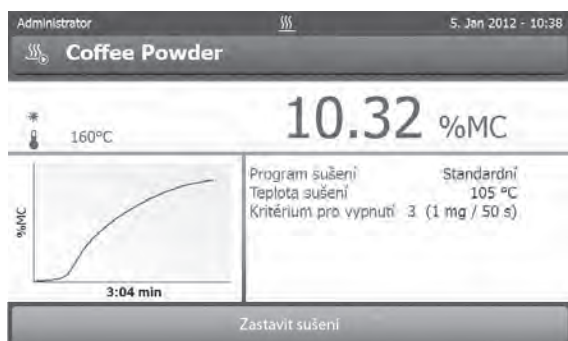 Administrator 5. Jan 2012 - 10:38
Coffee Powder
10.32 %MC
160°C
%MC
3:04 min
Program sušení Standardní
Teplota sušení 105 °C
Kritérium pro vypnutí 3 (1 mg / 50 s)
Zastavit sušení